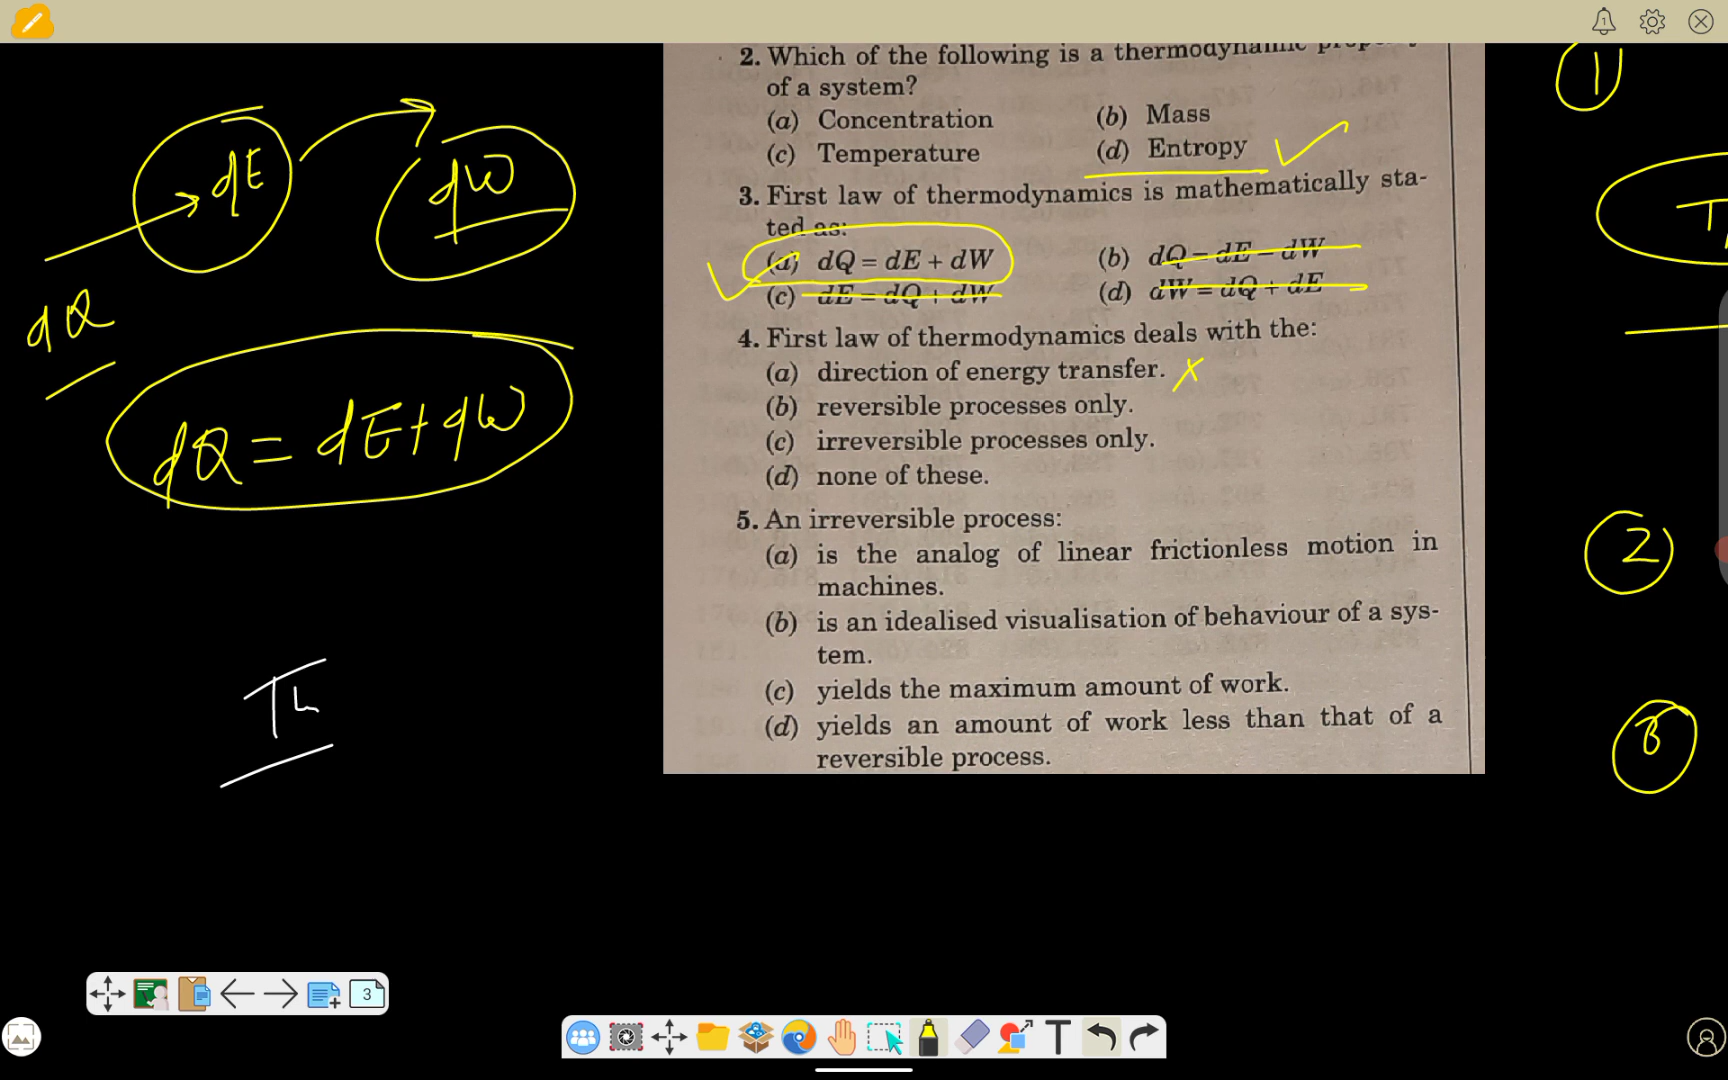 2. Which of the following is a thermodynamic
of a system?
(a) Concentration (b) Mass
(c) Temperature (d) Entropy
3. First law of thermodynamics is mathematically sta-
ted as:
(a) dQ = dE + dW (b) dQ = dE – dW
(c) dE = dQ + dW (d) dW = dQ + dE
4. First law of thermodynamics deals with the:
(a) direction of energy transfer. x
(b) reversible processes only.
(c) irreversible processes only.
(d) none of these.
5. An irreversible process:
(a) is the analog of linear frictionless motion in
machines.
(b) is an idealised visualisation of behaviour of a sys-
tem.
(c) yields the maximum amount of work.
(d) yields an amount of work less than that of a
reversible process.
dE
dW
dQ
dQ = dE + dW
1
T
2
3